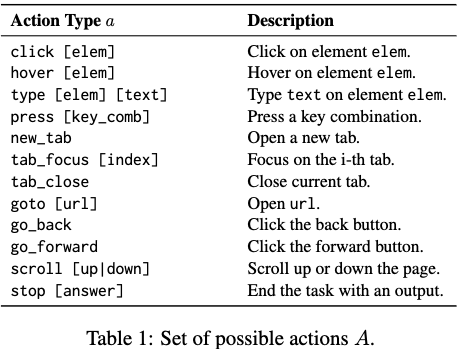 Action Type a Description
click [elem] Click on element elem.
hover [elem] Hover on element elem.
type [elem] [text] Type text on element elem.
press [key_comb] Press a key combination.
new_tab Open a new tab.
tab_focus [index] Focus on the i-th tab.
tab_close Close current tab.
goto [url] Open url.
go_back Click the back button.
go_forward Click the forward button.
scroll [up|down] Scroll up or down the page.
stop [answer] End the task with an output.
Table 1: Set of possible actions A.